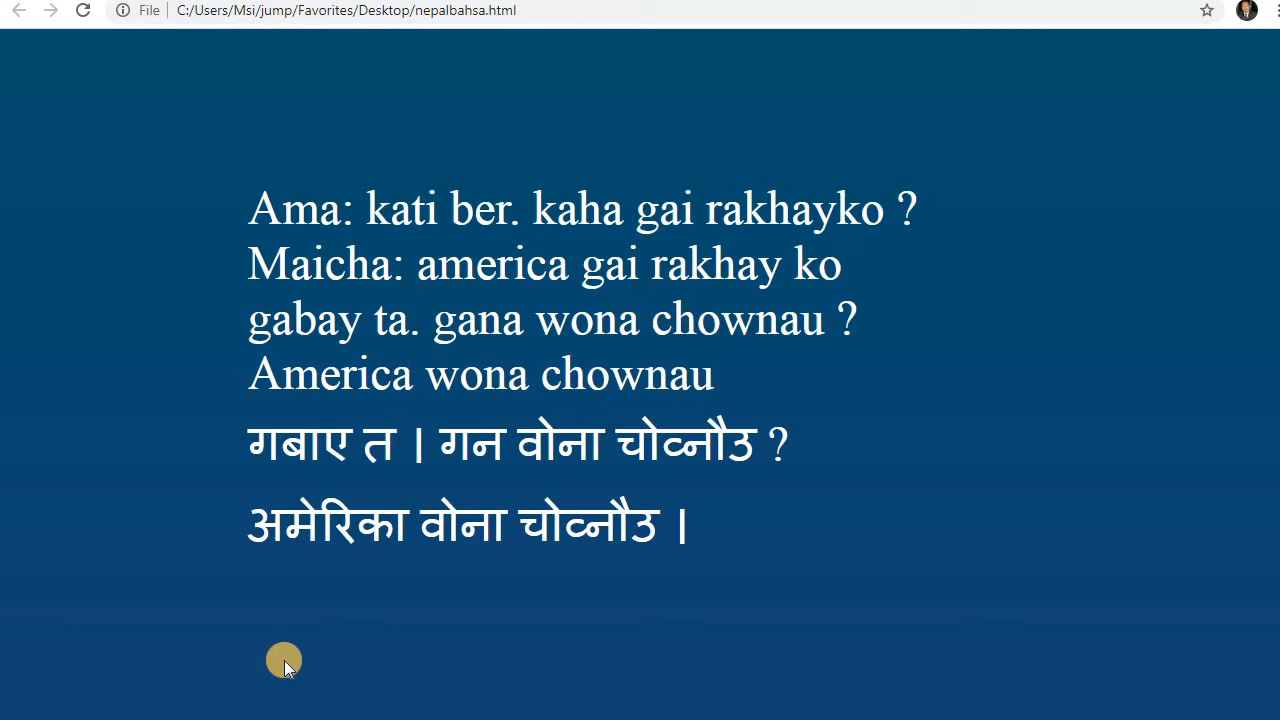 File
C:/Users/Msi/jump/Favorites/Desktop/nepalbahsa.html
Ama: kati ber. kaha gai rakhayko ?
Maicha: america gai rakhay ko
gabay ta. gana wona chownau ?
America wona chownau
गबाए त । गन वोना चोव्नौउ ?
अमेरिका वोना चोव्नौउ ।